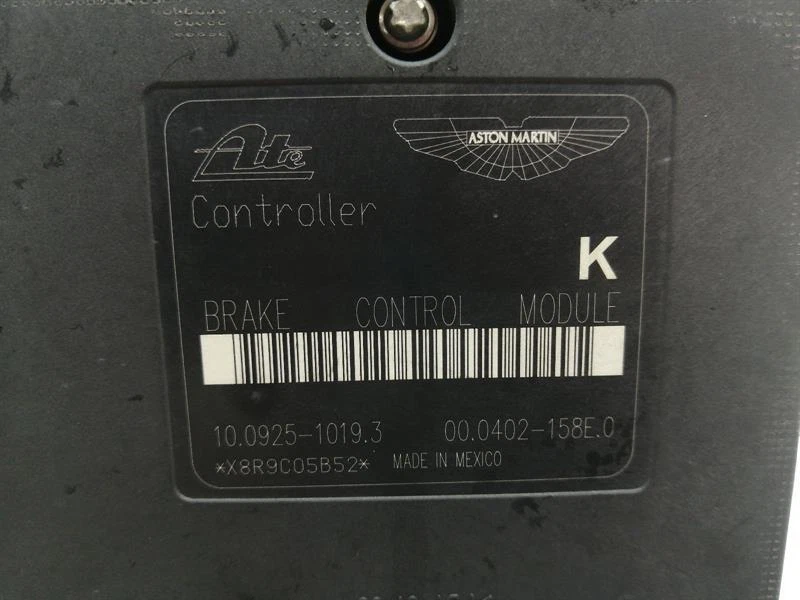 Ate
ASTON MARTIN
Controller
K
BRAKE CONTROL MODULE
10.0925-1019.3 00.0402-158E.0
*X8R9C05B52* MADE IN MEXICO